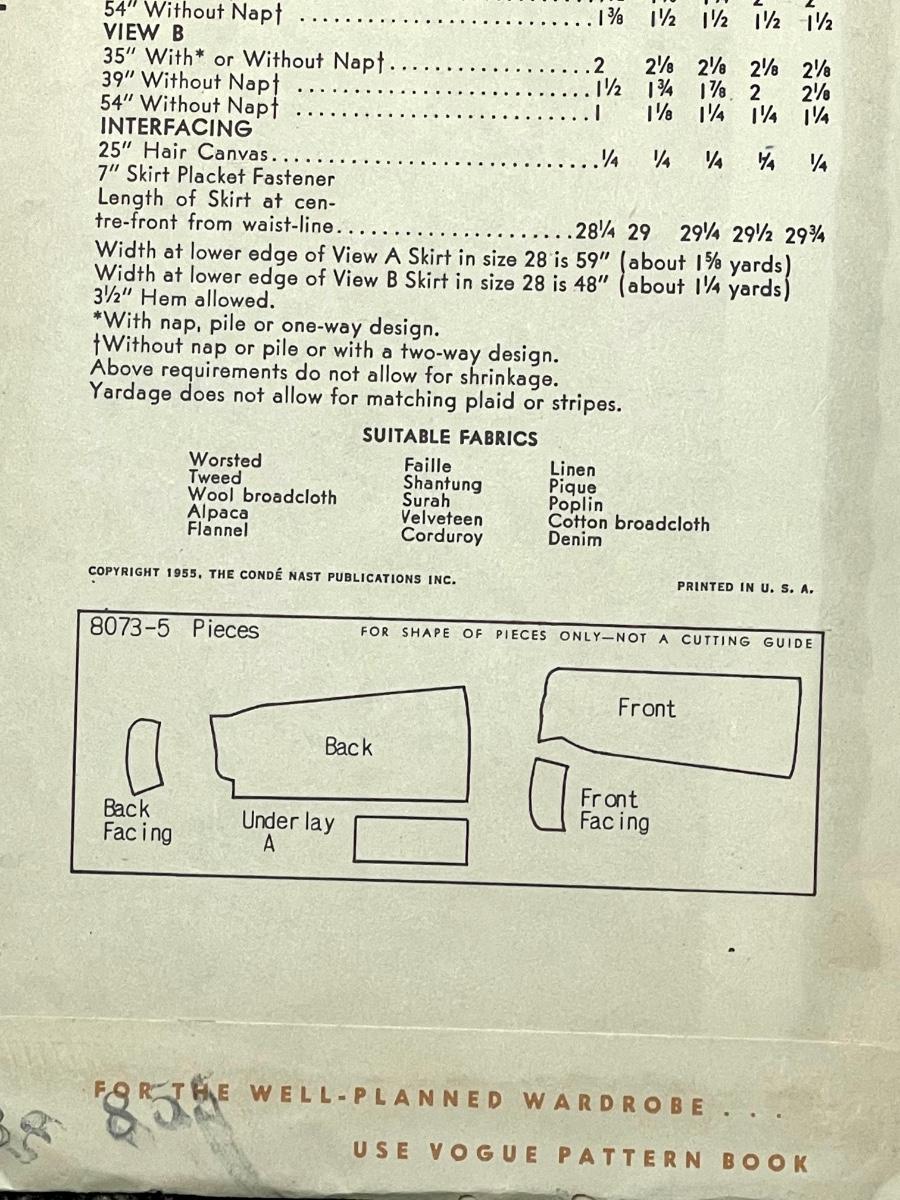 54" Without Nap† ..............................1⅜ 1½ 1½ 1½ 1½
VIEW B
35" With* or Without Nap†....................2 2⅛ 2⅛ 2⅛ 2⅛
39" Without Nap† ..............................1½ 1¾ 1⅞ 2 2⅛
54" Without Nap† ..............................1 1⅛ 1¼ 1¼ 1¼
INTERFACING
25" Hair Canvas.................................¼ ¼ ¼ ¼ ¼
7" Skirt Placket Fastener
Length of Skirt at cen-
tre-front from waist-line.......................28¼ 29 29¼ 29½ 29¾
Width at lower edge of View A Skirt in size 28 is 59" (about 1⅝ yards)
Width at lower edge of View B Skirt in size 28 is 48" (about 1¼ yards)
3½" Hem allowed.
*With nap, pile or one-way design.
†Without nap or pile or with a two-way design.
Above requirements do not allow for shrinkage.
Yardage does not allow for matching plaid or stripes.
SUITABLE FABRICS
Worsted
Tweed
Wool broadcloth
Alpaca
Flannel
Faille
Shantung
Surah
Velveteen
Corduroy
Linen
Pique
Poplin
Cotton broadcloth
Denim
COPYRIGHT 1955, THE CONDÉ NAST PUBLICATIONS INC.
PRINTED IN U. S. A.
8073-5 Pieces
FOR SHAPE OF PIECES ONLY—NOT A CUTTING GUIDE
Back
Front
Back
Facing
Underlay
A
Front
Facing
FOR THE WELL-PLANNED WARDROBE . . .
USE VOGUE PATTERN BOOK